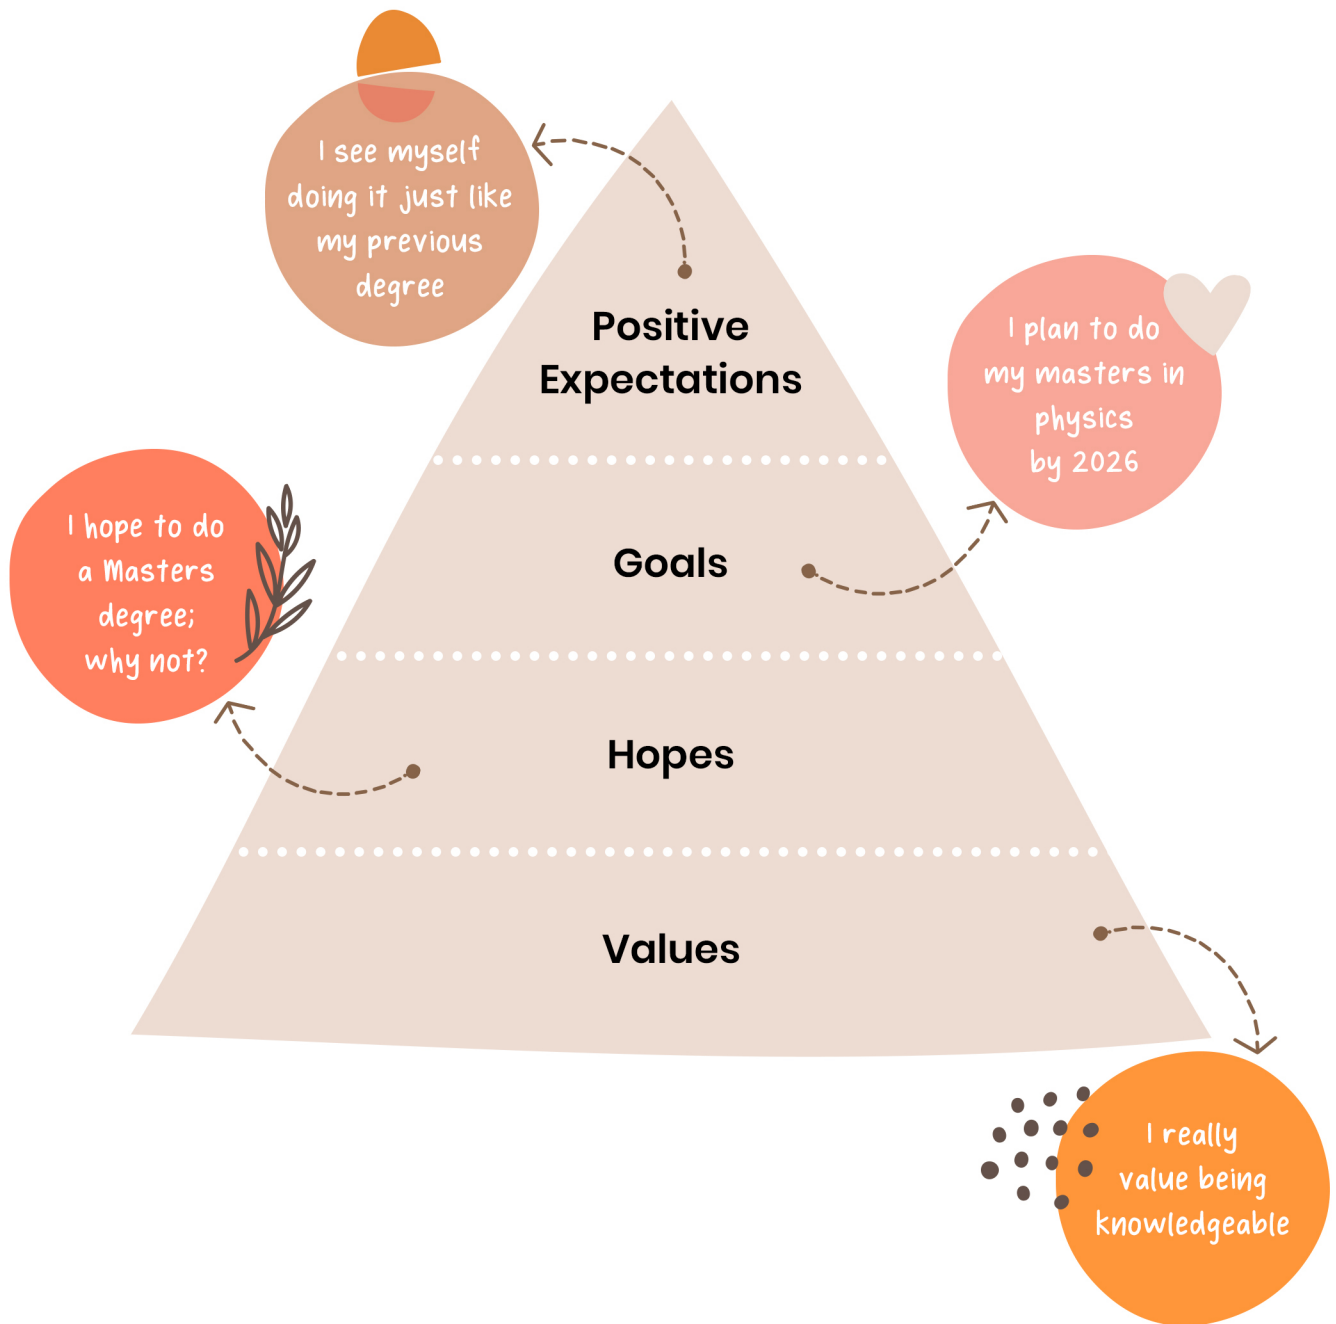 I see myself
doing it just like
my previous
degree
Positive
Expectations
I plan to do
my masters in
physics
by 2026
Goals
I hope to do
a Masters
degree;
why not?
Hopes
Values
I really
value being
knowledgeable